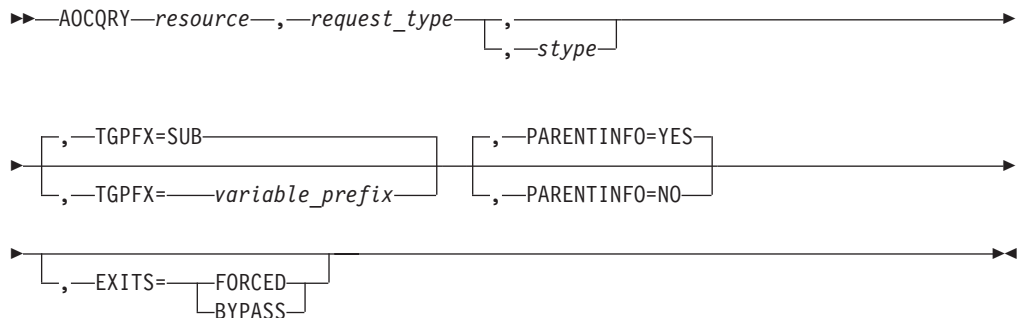 AOCQRY resource , request_type ,
, stype
, TGPFX=SUB , PARENTINFO=YES
, TGPFX= variable_prefix , PARENTINFO=NO
, EXITS= FORCED
BYPASS